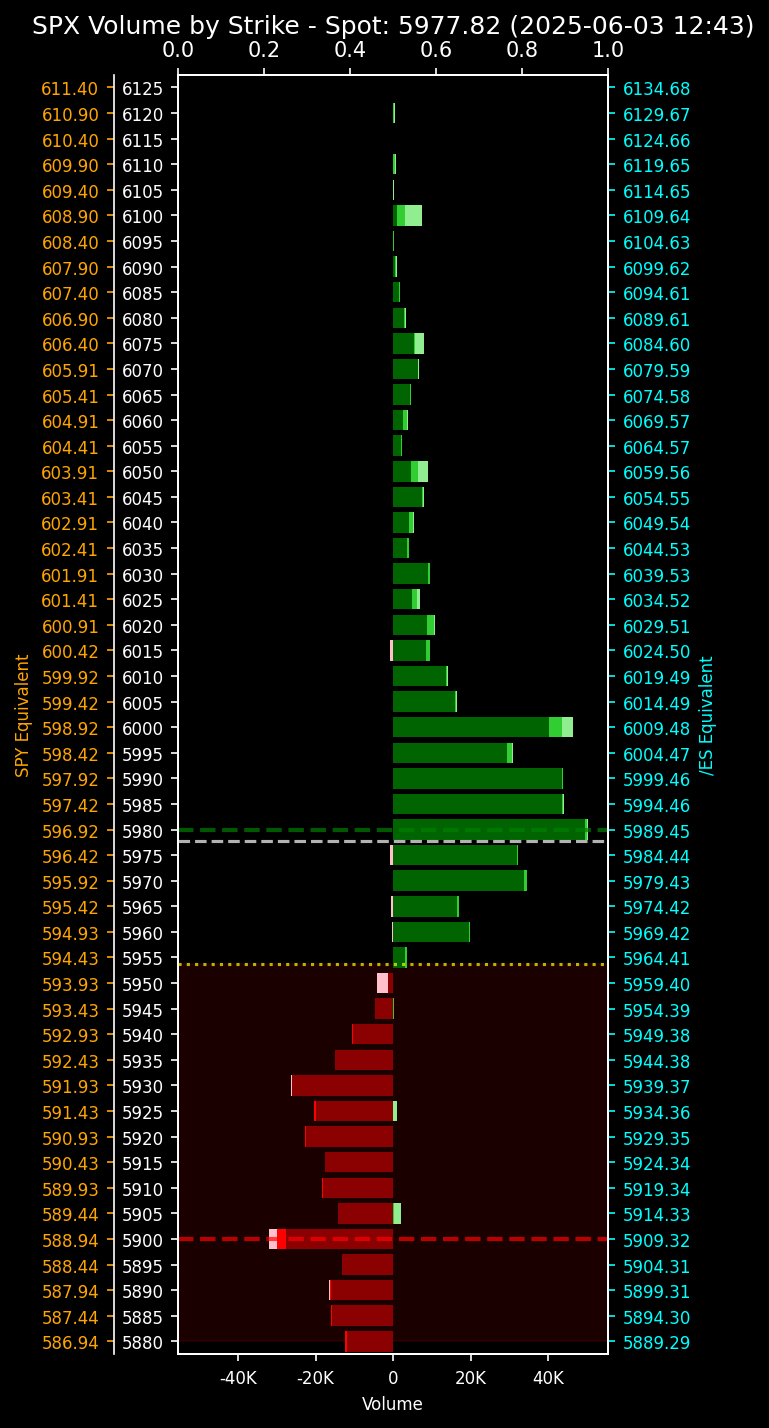 SPX Volume by Strike - Spot: 5977.82 (2025-06-03 12:43)
0.0 0.2 0.4 0.6 0.8 1.0
611.40 6125 6134.68
610.90 6120 6129.67
610.40 6115 6124.66
609.90 6110 6119.65
609.40 6105 6114.65
608.90 6100 6109.64
608.40 6095 6104.63
607.90 6090 6099.62
607.40 6085 6094.61
606.90 6080 6089.61
606.40 6075 6084.60
605.91 6070 6079.59
605.41 6065 6074.58
604.91 6060 6069.57
604.41 6055 6064.57
603.91 6050 6059.56
603.41 6045 6054.55
602.91 6040 6049.54
602.41 6035 6044.53
601.91 6030 6039.53
601.41 6025 6034.52
600.91 6020 6029.51
600.42 6015 6024.50
599.92 6010 6019.49
599.42 6005 6014.49
598.92 6000 6009.48
598.42 5995 6004.47
597.92 5990 5999.46
597.42 5985 5994.46
596.92 5980 5989.45
596.42 5975 5984.44
595.92 5970 5979.43
595.42 5965 5974.42
594.93 5960 5969.42
594.43 5955 5964.41
593.93 5950 5959.40
593.43 5945 5954.39
592.93 5940 5949.38
592.43 5935 5944.38
591.93 5930 5939.37
591.43 5925 5934.36
590.93 5920 5929.35
590.43 5915 5924.34
589.93 5910 5919.34
589.44 5905 5914.33
588.94 5900 5909.32
588.44 5895 5904.31
587.94 5890 5899.31
587.44 5885 5894.30
586.94 5880 5889.29
SPY Equivalent
/ES Equivalent
-40K -20K 0 20K 40K
Volume